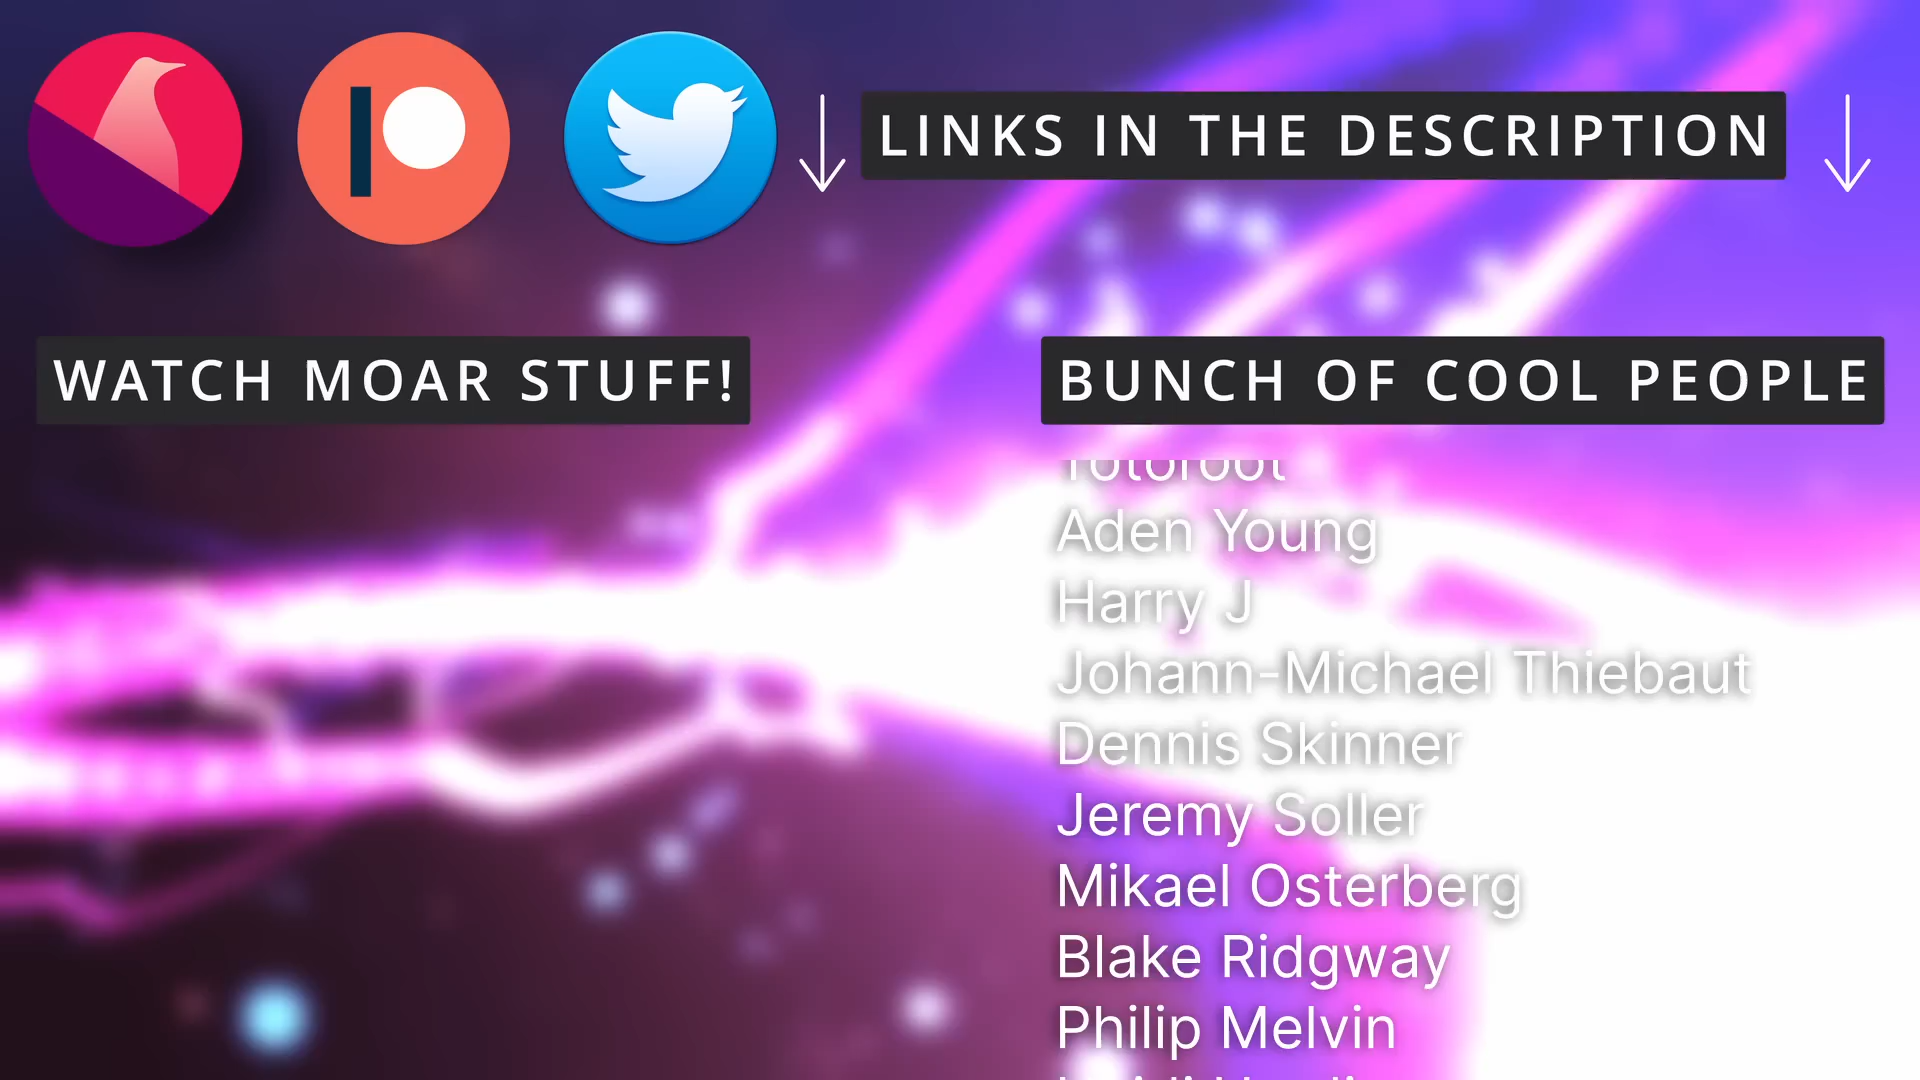 LINKS IN THE DESCRIPTION
WATCH MOAR STUFF!
BUNCH OF COOL PEOPLE
Totoroot
Aden Young
Harry J
Johann-Michael Thiebaut
Dennis Skinner
Jeremy Soller
Mikael Osterberg
Blake Ridgway
Philip Melvin